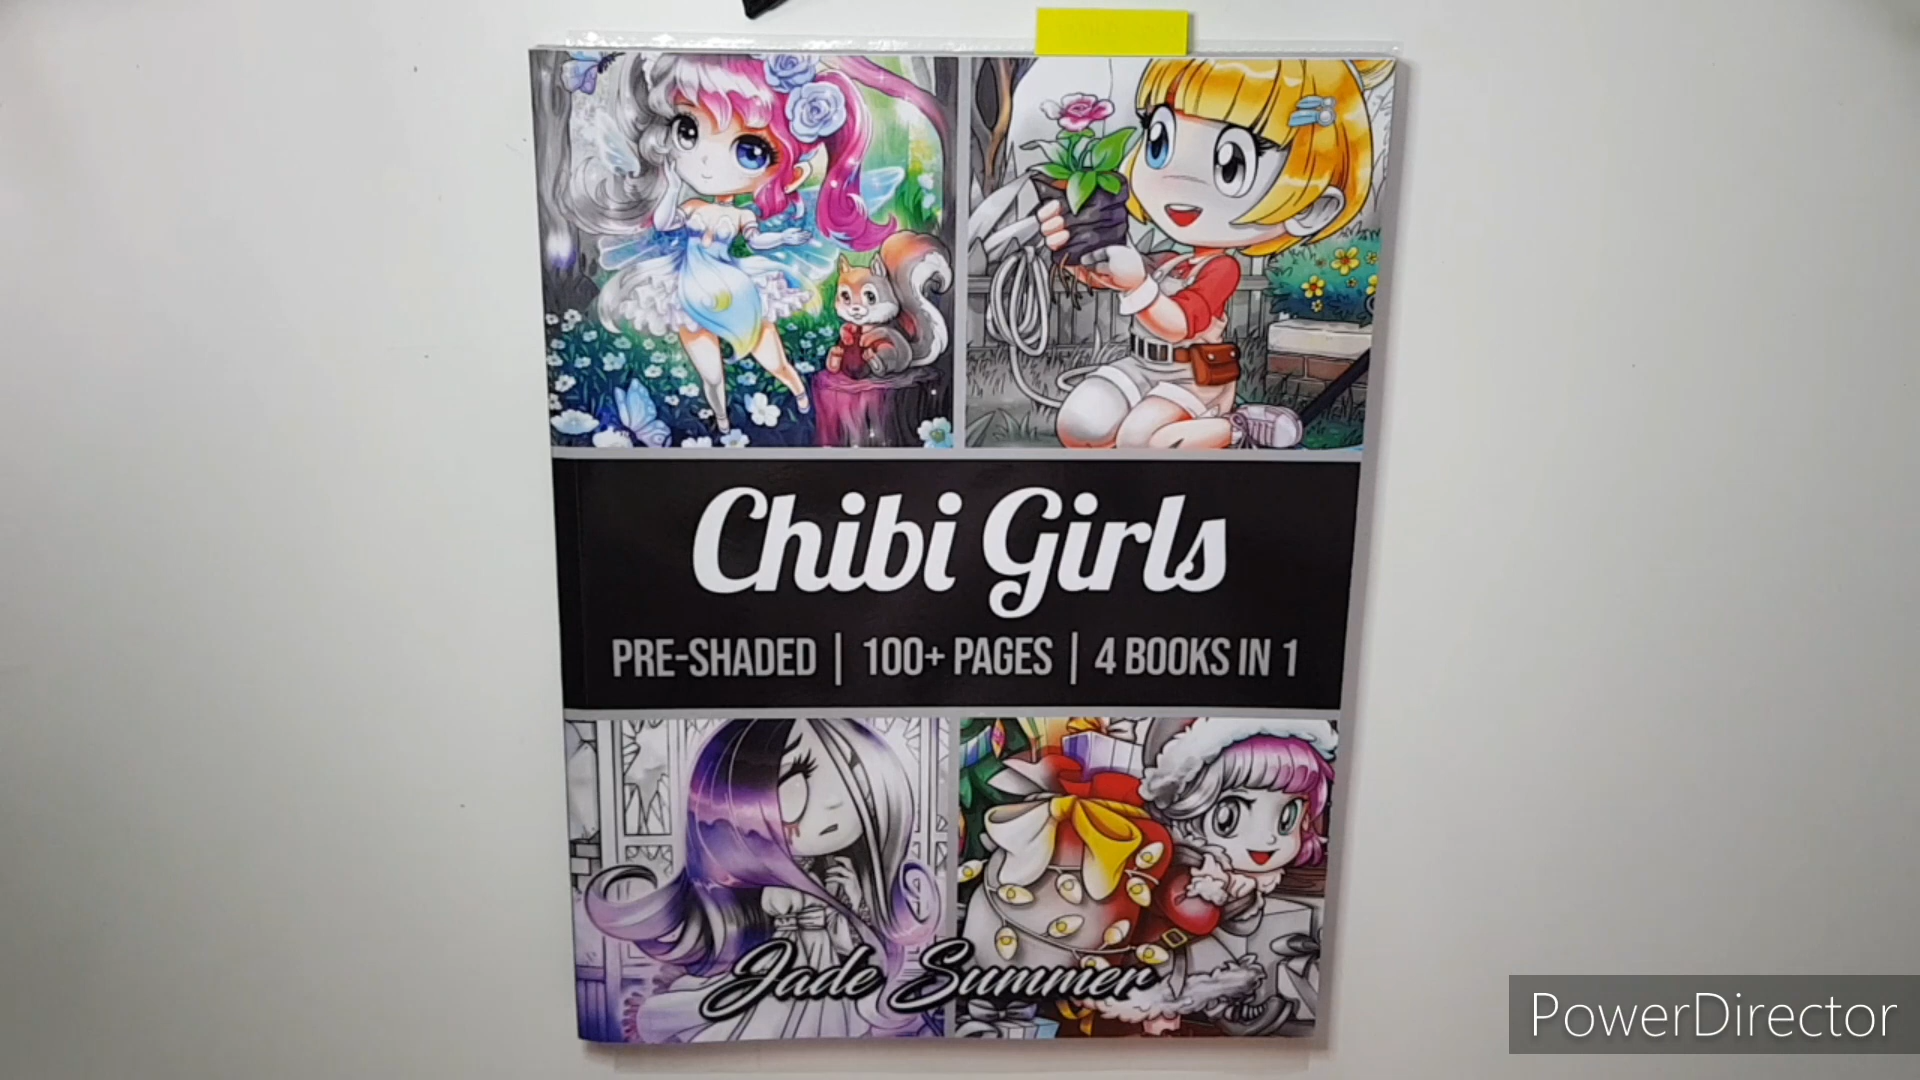 Chibi Girls
PRE-SHADED | 100+ PAGES | 4 BOOKS IN 1
Jade Summer
PowerDirector